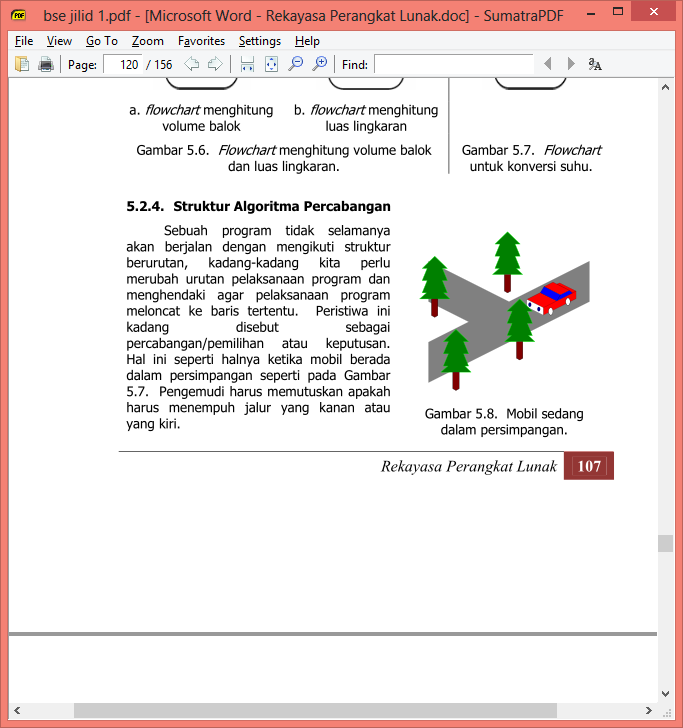 bse jilid 1.pdf - [Microsoft Word - Rekayasa Perangkat Lunak.doc] - SumatraPDF
File View Go To Zoom Favorites Settings Help
Page: 120 / 156 Find:
a. flowchart menghitung
volume balok
b. flowchart menghitung
luas lingkaran
Gambar 5.6. Flowchart menghitung volume balok
dan luas lingkaran.
Gambar 5.7. Flowchart
untuk konversi suhu.
5.2.4. Struktur Algoritma Percabangan
Sebuah program tidak selamanya
akan berjalan dengan mengikuti struktur
berurutan, kadang-kadang kita perlu
merubah urutan pelaksanaan program dan
menghendaki agar pelaksanaan program
meloncat ke baris tertentu. Peristiwa ini
kadang disebut sebagai
percabangan/pemilihan atau keputusan.
Hal ini seperti halnya ketika mobil berada
dalam persimpangan seperti pada Gambar
5.7. Pengemudi harus memutuskan apakah
harus menempuh jalur yang kanan atau
yang kiri.
Gambar 5.8. Mobil sedang
dalam persimpangan.
Rekayasa Perangkat Lunak 107